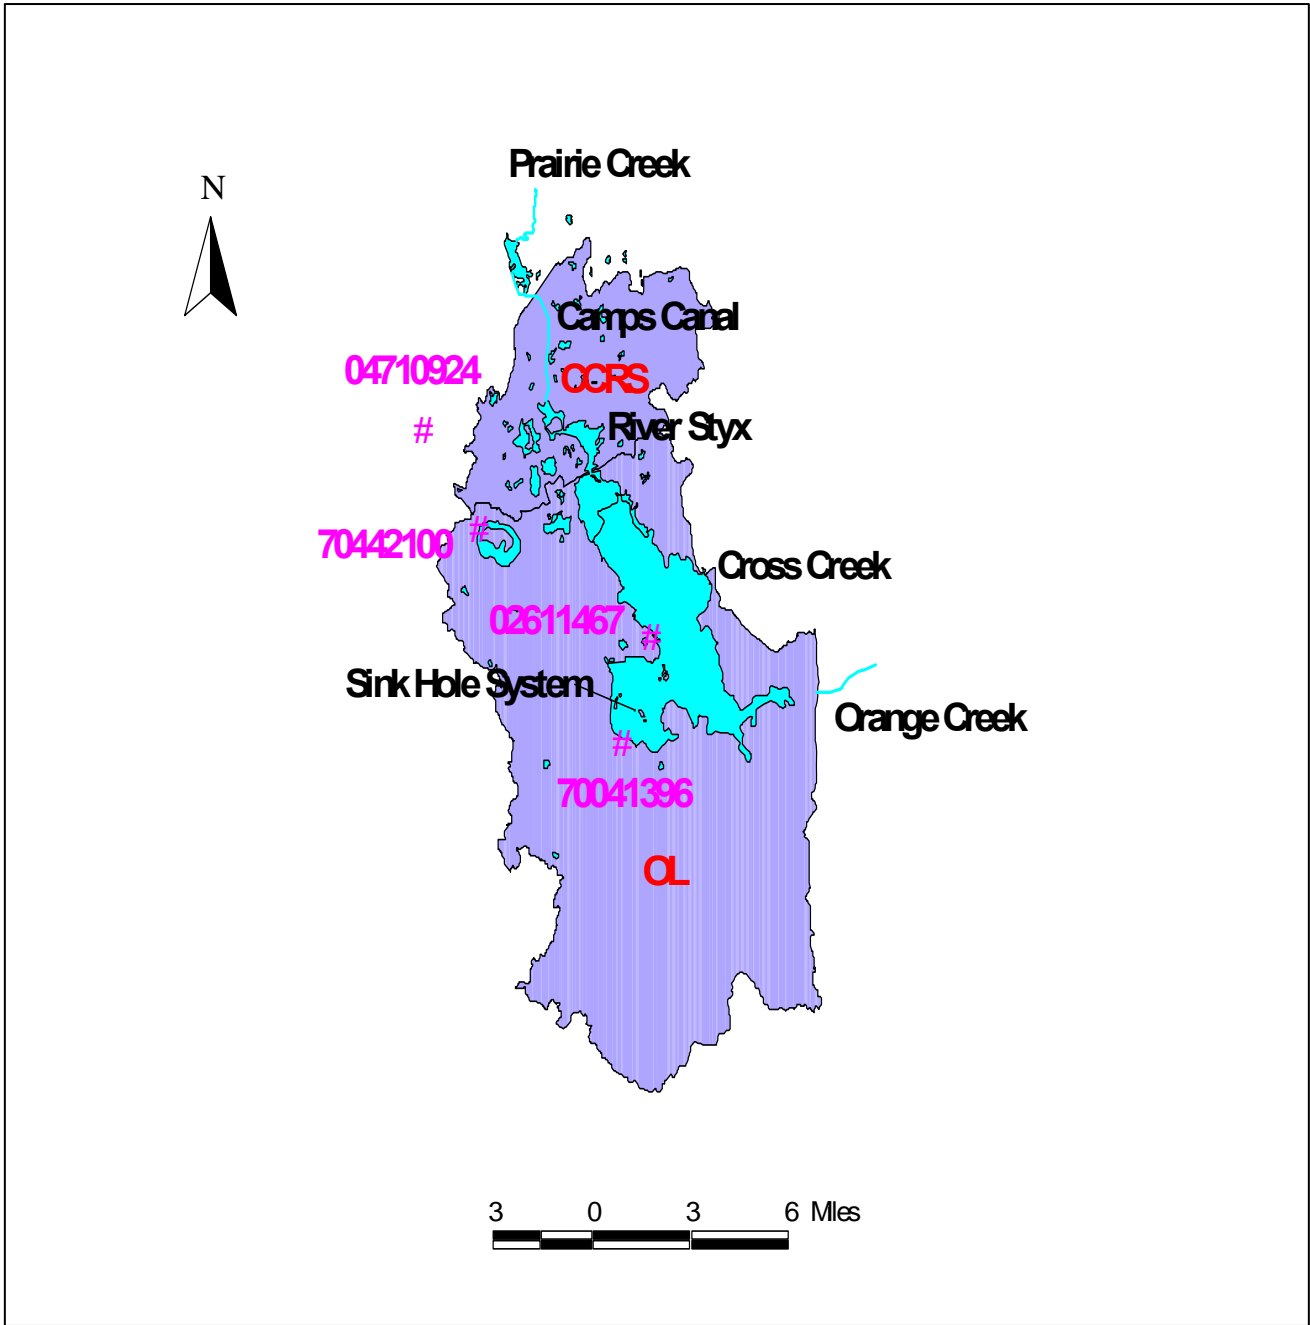 Prairie Creek
N
Camps Canal
04710924
OCRS
#
River Styx
#
70442100
Cross Creek
02611467
#
Sink Hole System
Orange Creek
#
70041396
OL
3 0 3 6 Miles